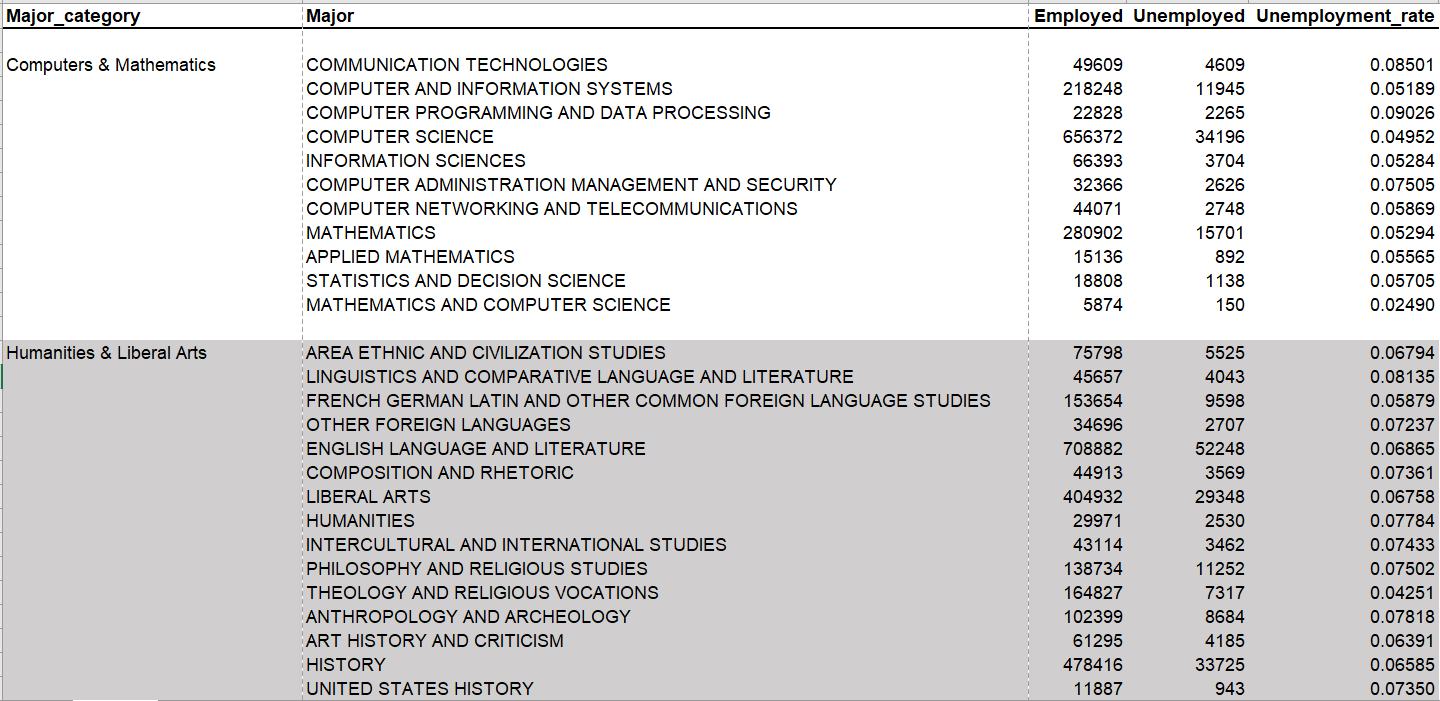 Major_category Major Employed Unemployed Unemployment_rate
Computers & Mathematics COMMUNICATION TECHNOLOGIES 49609 4609 0.08501
COMPUTER AND INFORMATION SYSTEMS 218248 11945 0.05189
COMPUTER PROGRAMMING AND DATA PROCESSING 22828 2265 0.09026
COMPUTER SCIENCE 656372 34196 0.04952
INFORMATION SCIENCES 66393 3704 0.05284
COMPUTER ADMINISTRATION MANAGEMENT AND SECURITY 32366 2626 0.07505
COMPUTER NETWORKING AND TELECOMMUNICATIONS 44071 2748 0.05869
MATHEMATICS 280902 15701 0.05294
APPLIED MATHEMATICS 15136 892 0.05565
STATISTICS AND DECISION SCIENCE 18808 1138 0.05705
MATHEMATICS AND COMPUTER SCIENCE 5874 150 0.02490
Humanities & Liberal Arts AREA ETHNIC AND CIVILIZATION STUDIES 75798 5525 0.06794
LINGUISTICS AND COMPARATIVE LANGUAGE AND LITERATURE 45657 4043 0.08135
FRENCH GERMAN LATIN AND OTHER COMMON FOREIGN LANGUAGE STUDIES 153654 9598 0.05879
OTHER FOREIGN LANGUAGES 34696 2707 0.07237
ENGLISH LANGUAGE AND LITERATURE 708882 52248 0.06865
COMPOSITION AND RHETORIC 44913 3569 0.07361
LIBERAL ARTS 404932 29348 0.06758
HUMANITIES 29971 2530 0.07784
INTERCULTURAL AND INTERNATIONAL STUDIES 43114 3462 0.07433
PHILOSOPHY AND RELIGIOUS STUDIES 138734 11252 0.07502
THEOLOGY AND RELIGIOUS VOCATIONS 164827 7317 0.04251
ANTHROPOLOGY AND ARCHEOLOGY 102399 8684 0.07818
ART HISTORY AND CRITICISM 61295 4185 0.06391
HISTORY 478416 33725 0.06585
UNITED STATES HISTORY 11887 943 0.07350